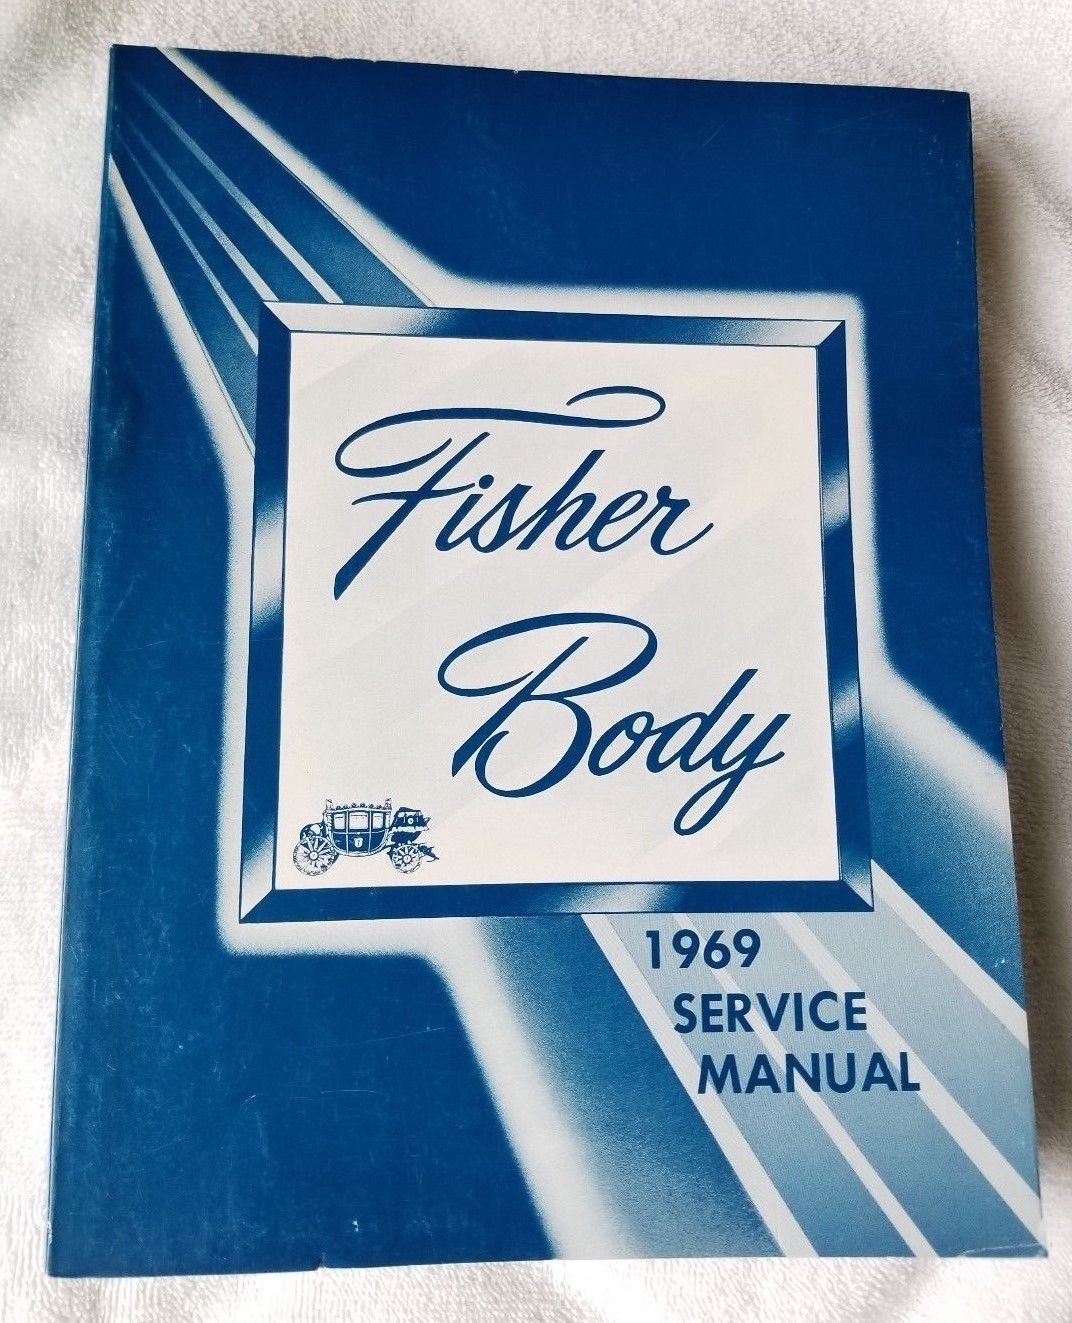 Fisher
Body
1969
SERVICE
MANUAL